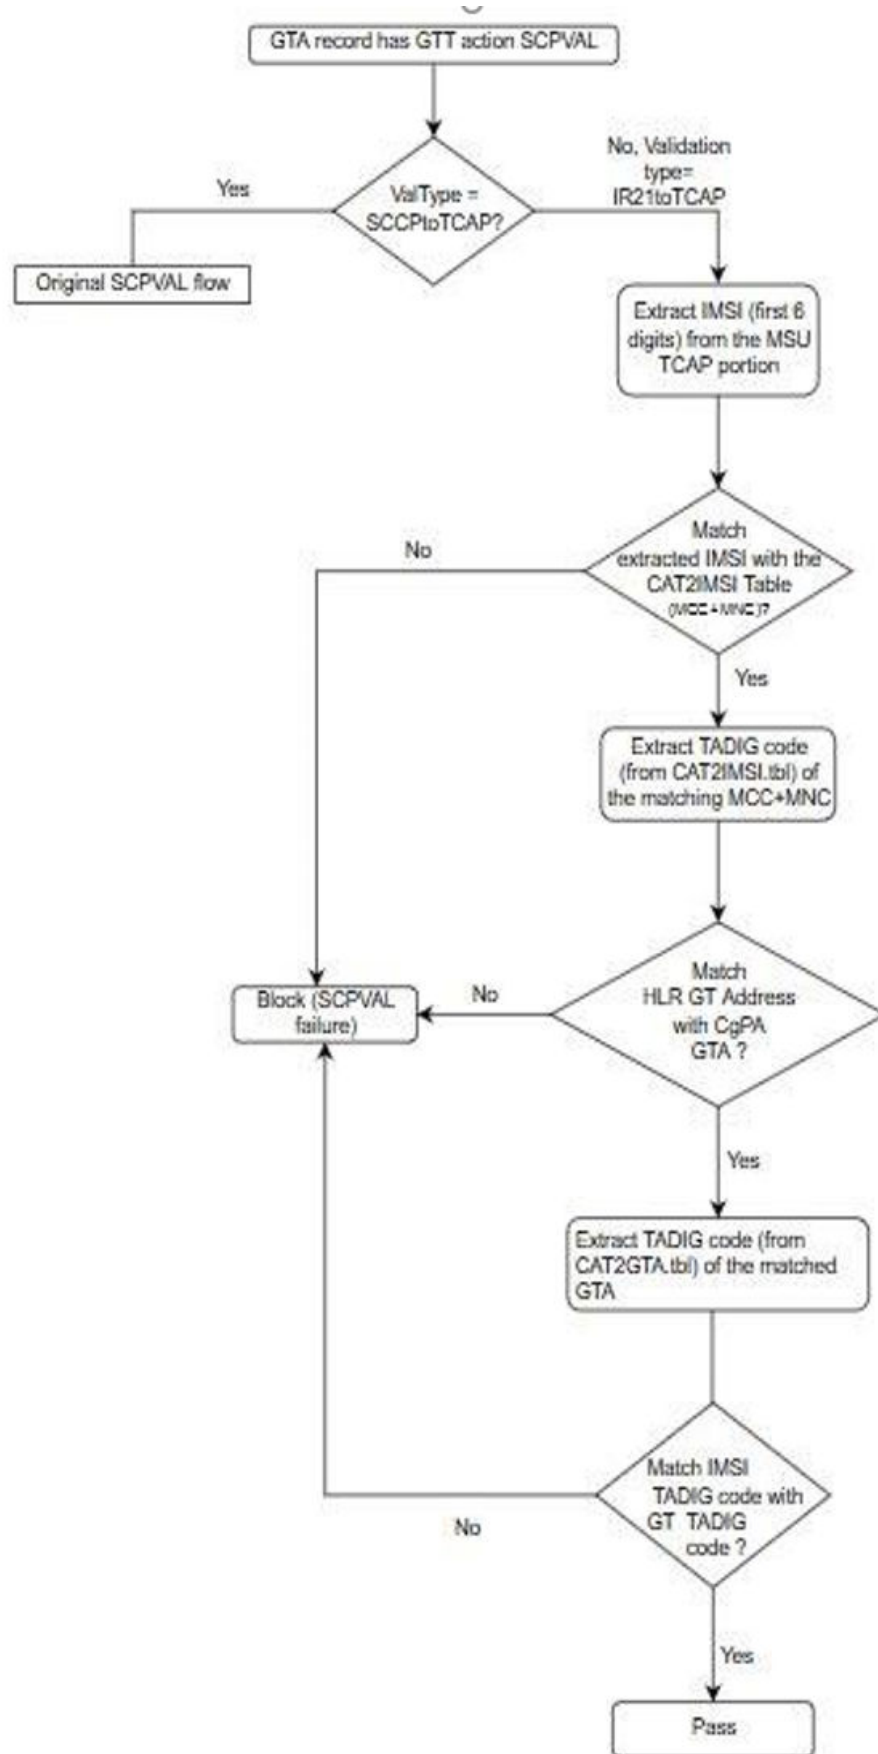 GTA record has GTT action SCPVAL
ValType =
SCCPtoTCAP?
Yes
No, Validation
type=
IR21toTCAP
Original SCPVAL flow
Extract IMSI (first 6
digits) from the MSU
TCAP portion
Match
extracted IMSI with the
CAT2IMSI Table
(MCC+MNC)?
No
Yes
Extract TADIG code
(from CAT2IMSI.tbl) of
the matching MCC+MNC
Match
HLR GT Address
with CgPA
GTA ?
No
Block (SCPVAL
failure)
Yes
Extract TADIG code (from
CAT2GTA.tbl) of the matched
GTA
Match IMSI
TADIG code with
GT TADIG
code ?
No
Yes
Pass